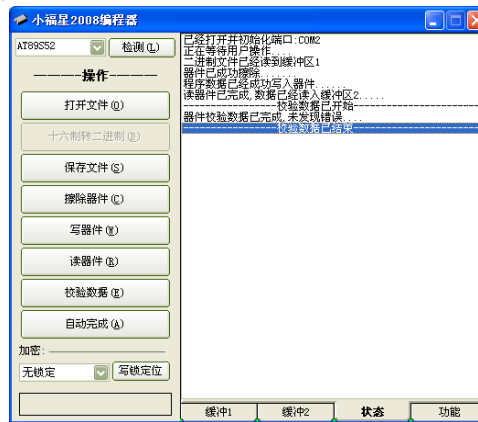 小福星2008编程器
AT89S52
检测(L)
操作
打开文件(O)
十六制转二进制(B)
保存文件(S)
擦除器件(C)
写器件(W)
读器件(R)
校验数据(E)
自动完成(A)
加密:
无锁定
写锁定位
已经打开并初始化端口:COM2
正在等待用户操作....
二进制文件已经读到缓冲区1
器件已成功擦除.......
程序数据已经成功写入器件......
读器件已完成,数据已经读入缓冲区2.....
校验数据已开始
器件校验数据已完成,未发现错误....
校验数据已结束
缓冲1
缓冲2
状态
功能